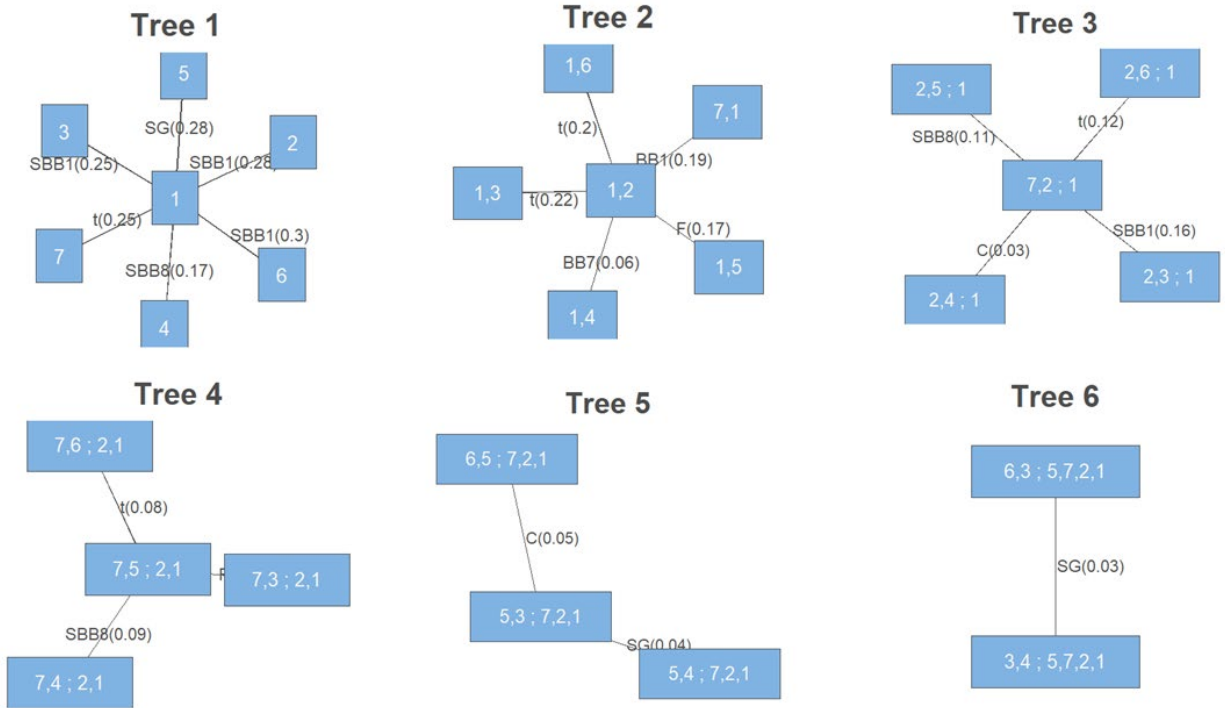 Tree 1
5
3
SG(0.28)
2
SBB1(0.25)
SBB1(0.28)
1
t(0.25)
SBB1(0.3)
7
SBB8(0.17)
6
4
Tree 2
1,6
t(0.2)
7,1
BB1(0.19)
1,3
t(0.22)
1,2
F(0.17)
BB7(0.06)
1,5
1,4
Tree 3
2,5 ; 1
2,6 ; 1
SBB8(0.11)
t(0.12)
7,2 ; 1
C(0.03)
SBB1(0.16)
2,4 ; 1
2,3 ; 1
Tree 4
7,6 ; 2,1
t(0.08)
7,5 ; 2,1
7,3 ; 2,1
SBB8(0.09)
7,4 ; 2,1
Tree 5
6,5 ; 7,2,1
C(0.05)
5,3 ; 7,2,1
SG(0.04)
5,4 ; 7,2,1
Tree 6
6,3 ; 5,7,2,1
SG(0.03)
3,4 ; 5,7,2,1